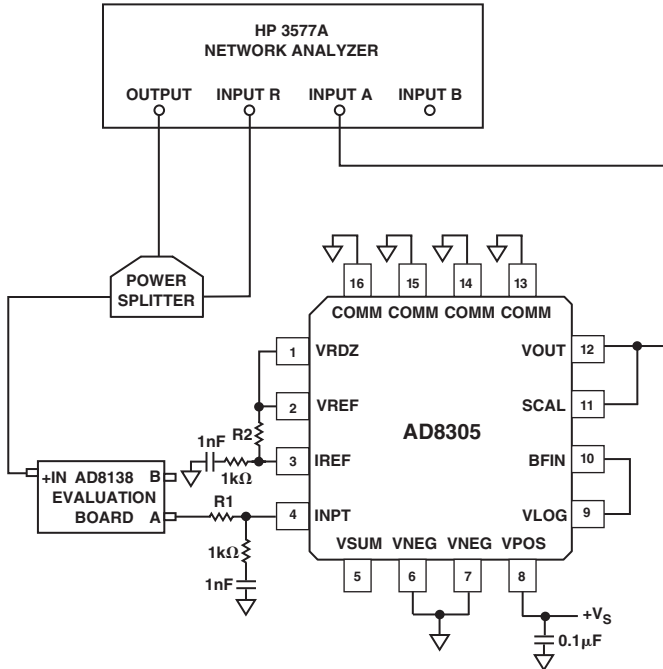 HP 3577A
NETWORK ANALYZER
OUTPUT INPUT R INPUT A INPUT B
POWER
SPLITTER
16 15 14 13
COMM COMM COMM COMM
1 VRDZ VOUT 12
2 VREF SCAL 11
R2
AD8305
1nF
1kΩ
3 IREF BFIN 10
+IN AD8138 B
EVALUATION
BOARD A
R1
4 INPT VLOG 9
1kΩ
1nF
VSUM VNEG VNEG VPOS
5 6 7 8
+VS
0.1μF